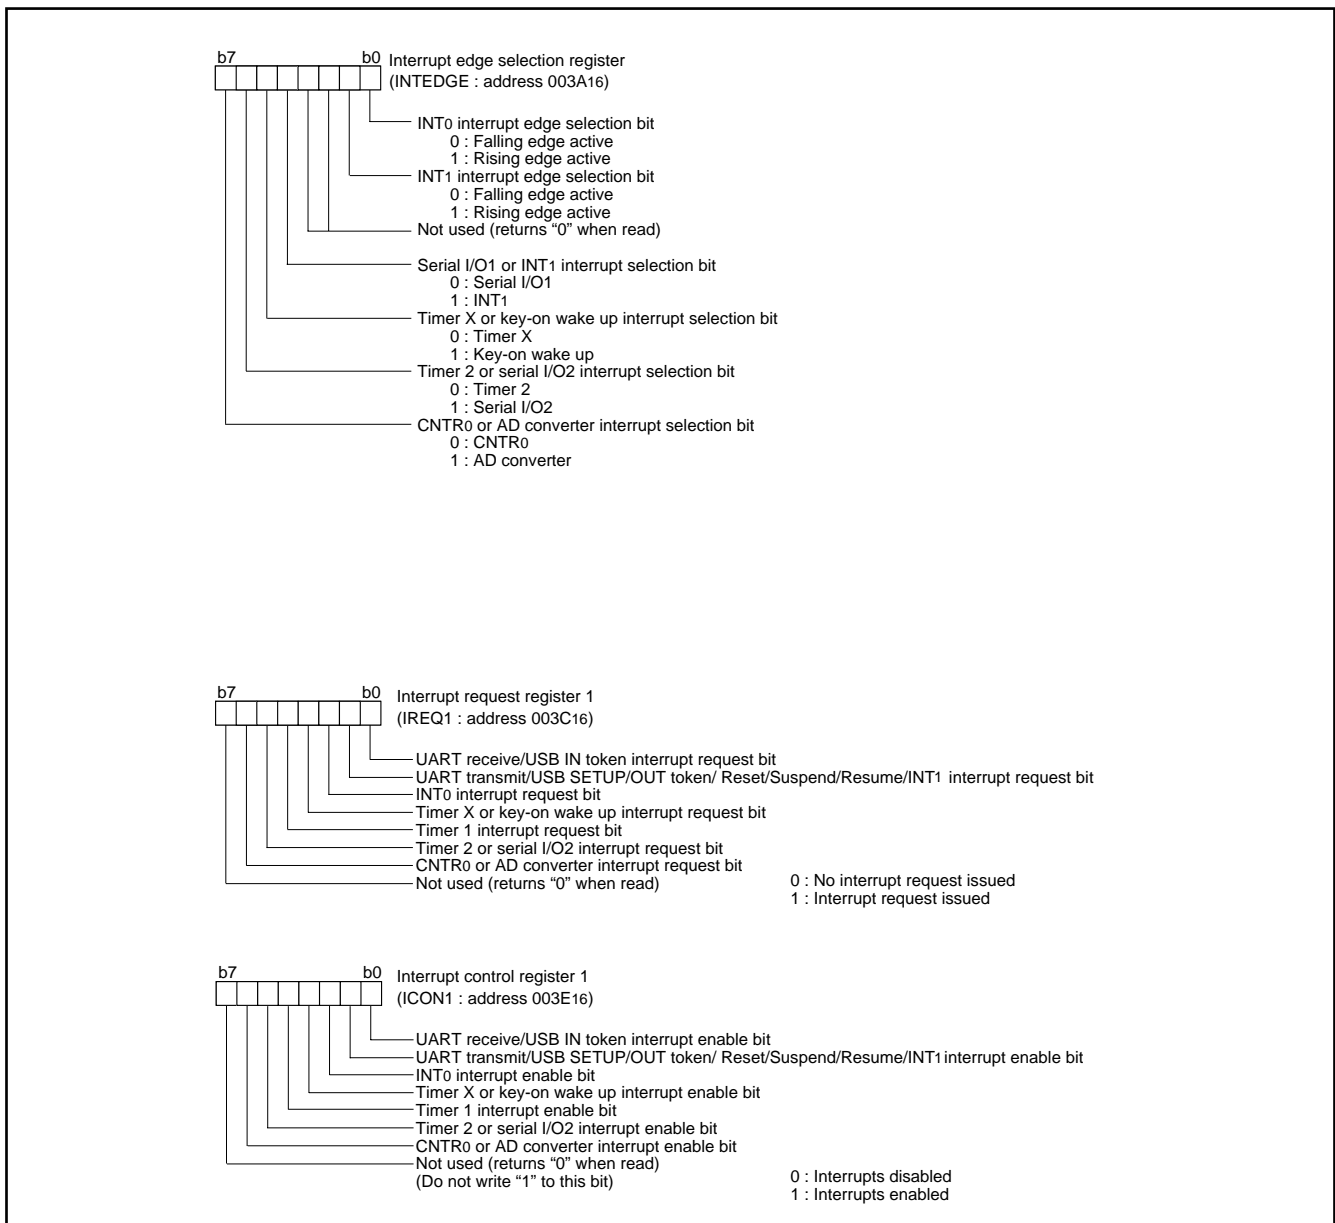 b7 b0 Interrupt edge selection register
(INTEDGE : address 003A16)
INT0 interrupt edge selection bit
0 : Falling edge active
1 : Rising edge active
INT1 interrupt edge selection bit
0 : Falling edge active
1 : Rising edge active
Not used (returns “0” when read)
Serial I/O1 or INT1 interrupt selection bit
0 : Serial I/O1
1 : INT1
Timer X or key-on wake up interrupt selection bit
0 : Timer X
1 : Key-on wake up
Timer 2 or serial I/O2 interrupt selection bit
0 : Timer 2
1 : Serial I/O2
CNTR0 or AD converter interrupt selection bit
0 : CNTR0
1 : AD converter
b7 b0 Interrupt request register 1
(IREQ1 : address 003C16)
UART receive/USB IN token interrupt request bit
UART transmit/USB SETUP/OUT token/ Reset/Suspend/Resume/INT1 interrupt request bit
INT0 interrupt request bit
Timer X or key-on wake up interrupt request bit
Timer 1 interrupt request bit
Timer 2 or serial I/O2 interrupt request bit
CNTR0 or AD converter interrupt request bit
Not used (returns “0” when read)
0 : No interrupt request issued
1 : Interrupt request issued
b7 b0 Interrupt control register 1
(ICON1 : address 003E16)
UART receive/USB IN token interrupt enable bit
UART transmit/USB SETUP/OUT token/ Reset/Suspend/Resume/INT1 interrupt enable bit
INT0 interrupt enable bit
Timer X or key-on wake up interrupt enable bit
Timer 1 interrupt enable bit
Timer 2 or serial I/O2 interrupt enable bit
CNTR0 or AD converter interrupt enable bit
Not used (returns “0” when read)
(Do not write “1” to this bit)
0 : Interrupts disabled
1 : Interrupts enabled